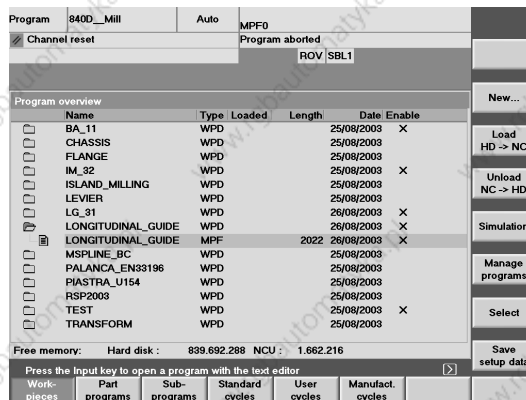 Program 840D__Mill Auto MPF0
Channel reset Program aborted
ROV SBL1
Program overview
Name Type Loaded Length Date Enable
BA_11 WPD 25/08/2003 X
CHASSIS WPD 25/08/2003
FLANGE WPD 25/08/2003
IM_32 WPD 25/08/2003 X
ISLAND_MILLING WPD 25/08/2003
LEVIER WPD 25/08/2003
LG_31 WPD 26/08/2003 X
LONGITUDINAL_GUIDE WPD 26/08/2003 X
LONGITUDINAL_GUIDE MPF 2022 26/08/2003 X
MSPLINE_BC WPD 25/08/2003
PALANCA_EN33196 WPD 25/08/2003
PIASTRA_U154 WPD 25/08/2003
RSP2003 WPD 25/08/2003
TEST WPD 25/08/2003 X
TRANSFORM WPD 25/08/2003
Free memory: Hard disk : 839.692.288 NCU : 1.662.216
Press the Input key to open a program with the text editor
New...
Load
HD -> NC
Unload
NC -> HD
Simulation
Manage
programs
Select
Save
setup data
Work-
pieces
Part
programs
Sub-
programs
Standard
cycles
User
cycles
Manufact.
cycles